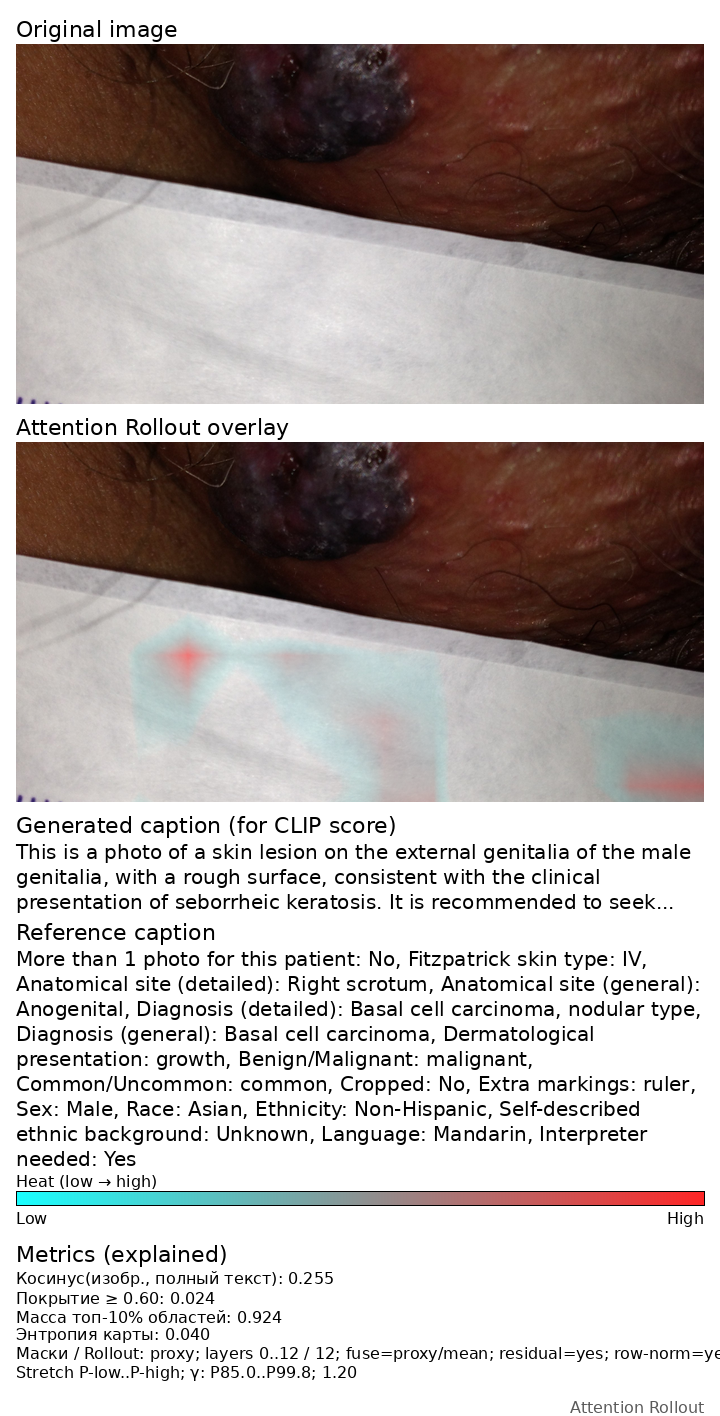 Original image
Attention Rollout overlay
Generated caption (for CLIP score)
This is a photo of a skin lesion on the external genitalia of the male
genitalia, with a rough surface, consistent with the clinical
presentation of seborrheic keratosis. It is recommended to seek...
Reference caption
More than 1 photo for this patient: No, Fitzpatrick skin type: IV,
Anatomical site (detailed): Right scrotum, Anatomical site (general):
Anogenital, Diagnosis (detailed): Basal cell carcinoma, nodular type,
Diagnosis (general): Basal cell carcinoma, Dermatological
presentation: growth, Benign/Malignant: malignant,
Common/Uncommon: common, Cropped: No, Extra markings: ruler,
Sex: Male, Race: Asian, Ethnicity: Non-Hispanic, Self-described
ethnic background: Unknown, Language: Mandarin, Interpreter
needed: Yes
Heat (low → high)
Low High
Metrics (explained)
Косинус(изобр., полный текст): 0.255
Покрытие ≥ 0.60: 0.024
Масса топ-10% областей: 0.924
Энтропия карты: 0.040
Маски / Rollout: proxy; layers 0..12 / 12; fuse=proxy/mean; residual=yes; row-norm=ye
Stretch P-low..P-high; γ: P85.0..P99.8; 1.20
Attention Rollout